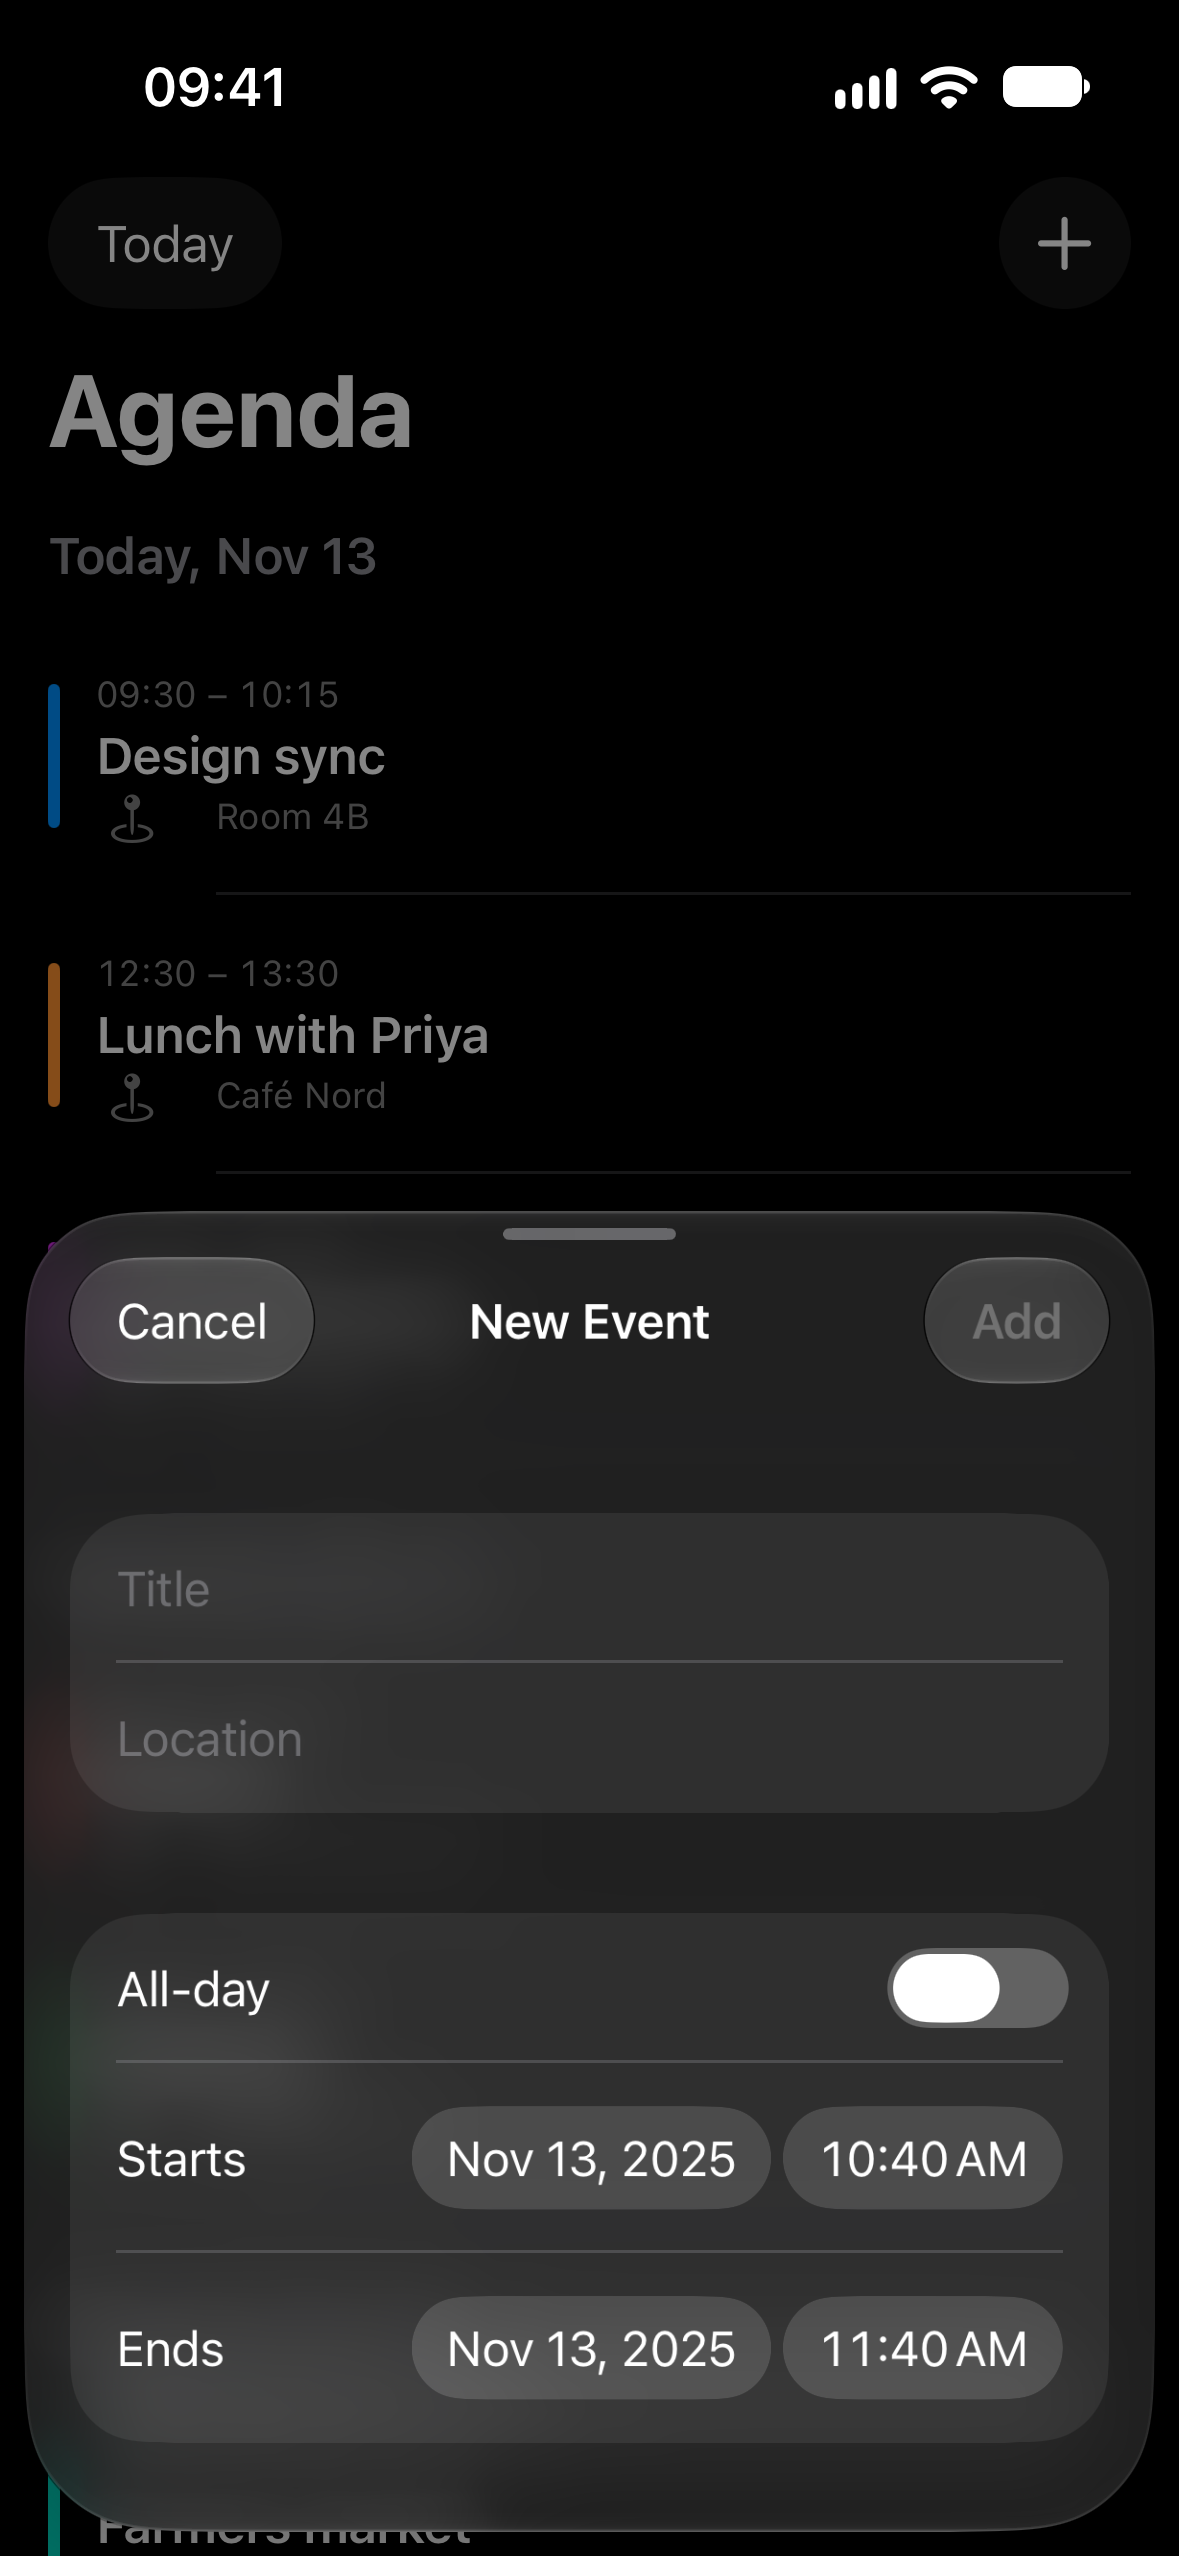 09:41
Today
Agenda
Today, Nov 13
09:30 – 10:15
Design sync
Room 4B
12:30 – 13:30
Lunch with Priya
Café Nord
Cancel New Event Add
Title
Location
All-day
Starts Nov 13, 2025 10:40 AM
Ends Nov 13, 2025 11:40 AM
Farmers market